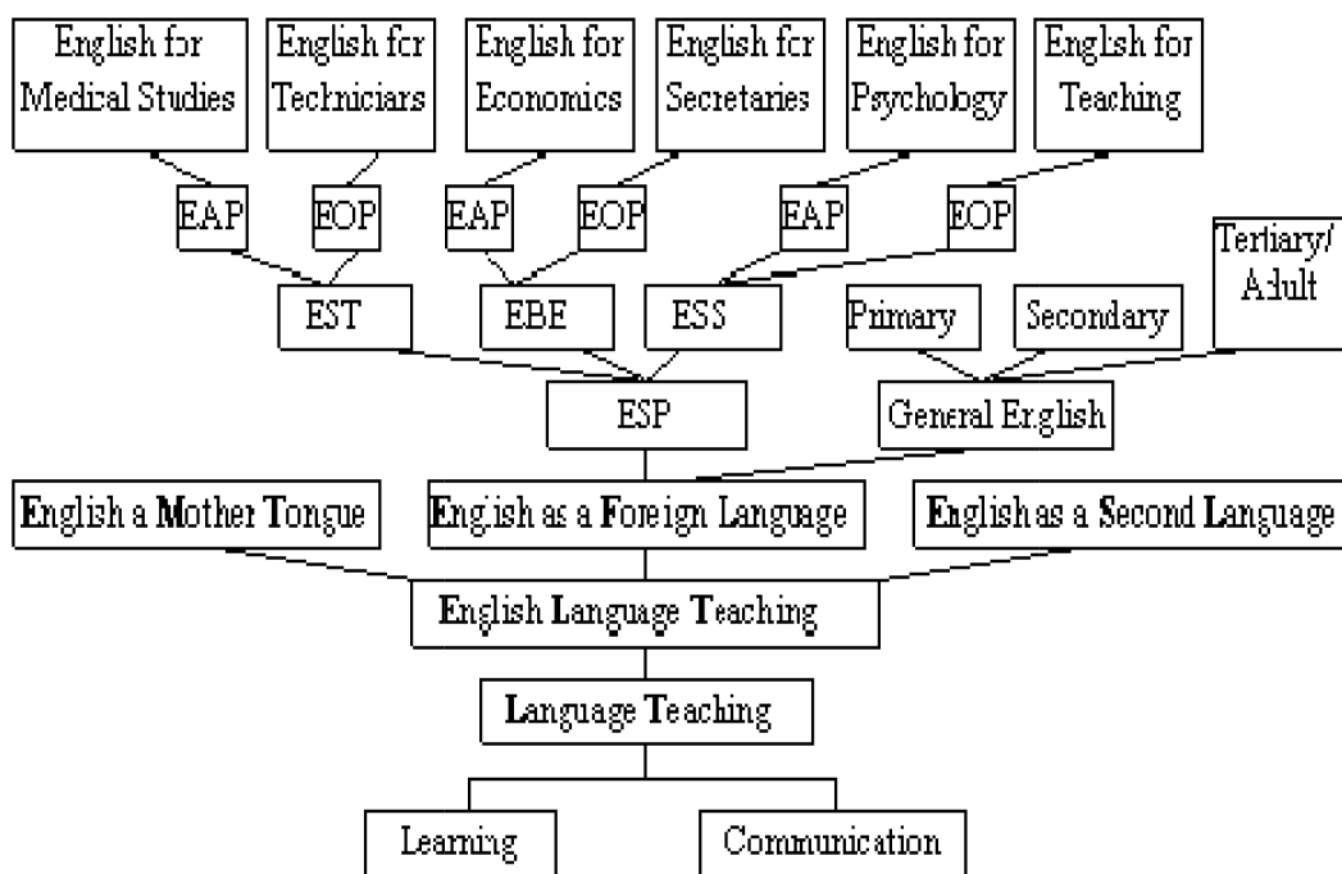 English for
Medical Studies
English for
Technicians
English for
Economics
English for
Secretaries
English for
Psychology
English for
Teaching
EAP
EOP
EAP
EOP
EAP
EOP
Tertiary/
Adult
EST
EBE
ESS
Primary
Secondary
ESP
General English
English a Mother Tongue
English as a Foreign Language
English as a Second Language
English Language Teaching
Language Teaching
Learning
Communication